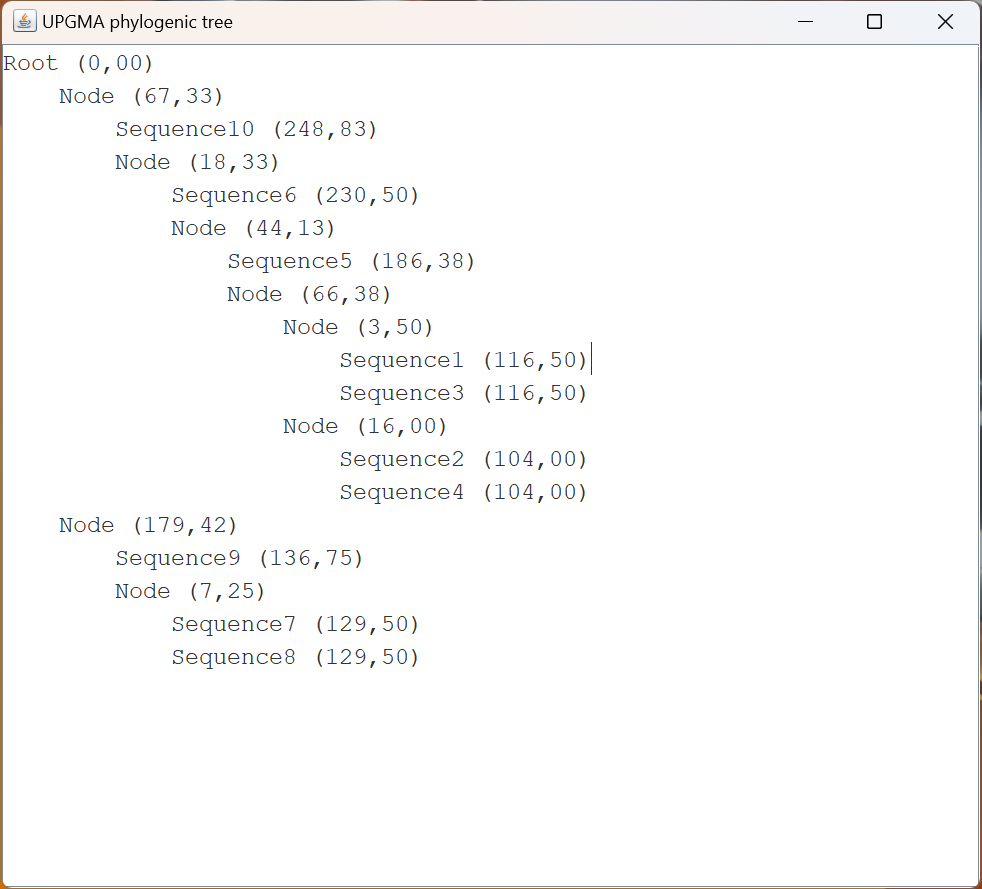 UPGMA phylogenic tree
Root (0,00)
Node (67,33)
Sequence10 (248,83)
Node (18,33)
Sequence6 (230,50)
Node (44,13)
Sequence5 (186,38)
Node (66,38)
Node (3,50)
Sequence1 (116,50)
Sequence3 (116,50)
Node (16,00)
Sequence2 (104,00)
Sequence4 (104,00)
Node (179,42)
Sequence9 (136,75)
Node (7,25)
Sequence7 (129,50)
Sequence8 (129,50)